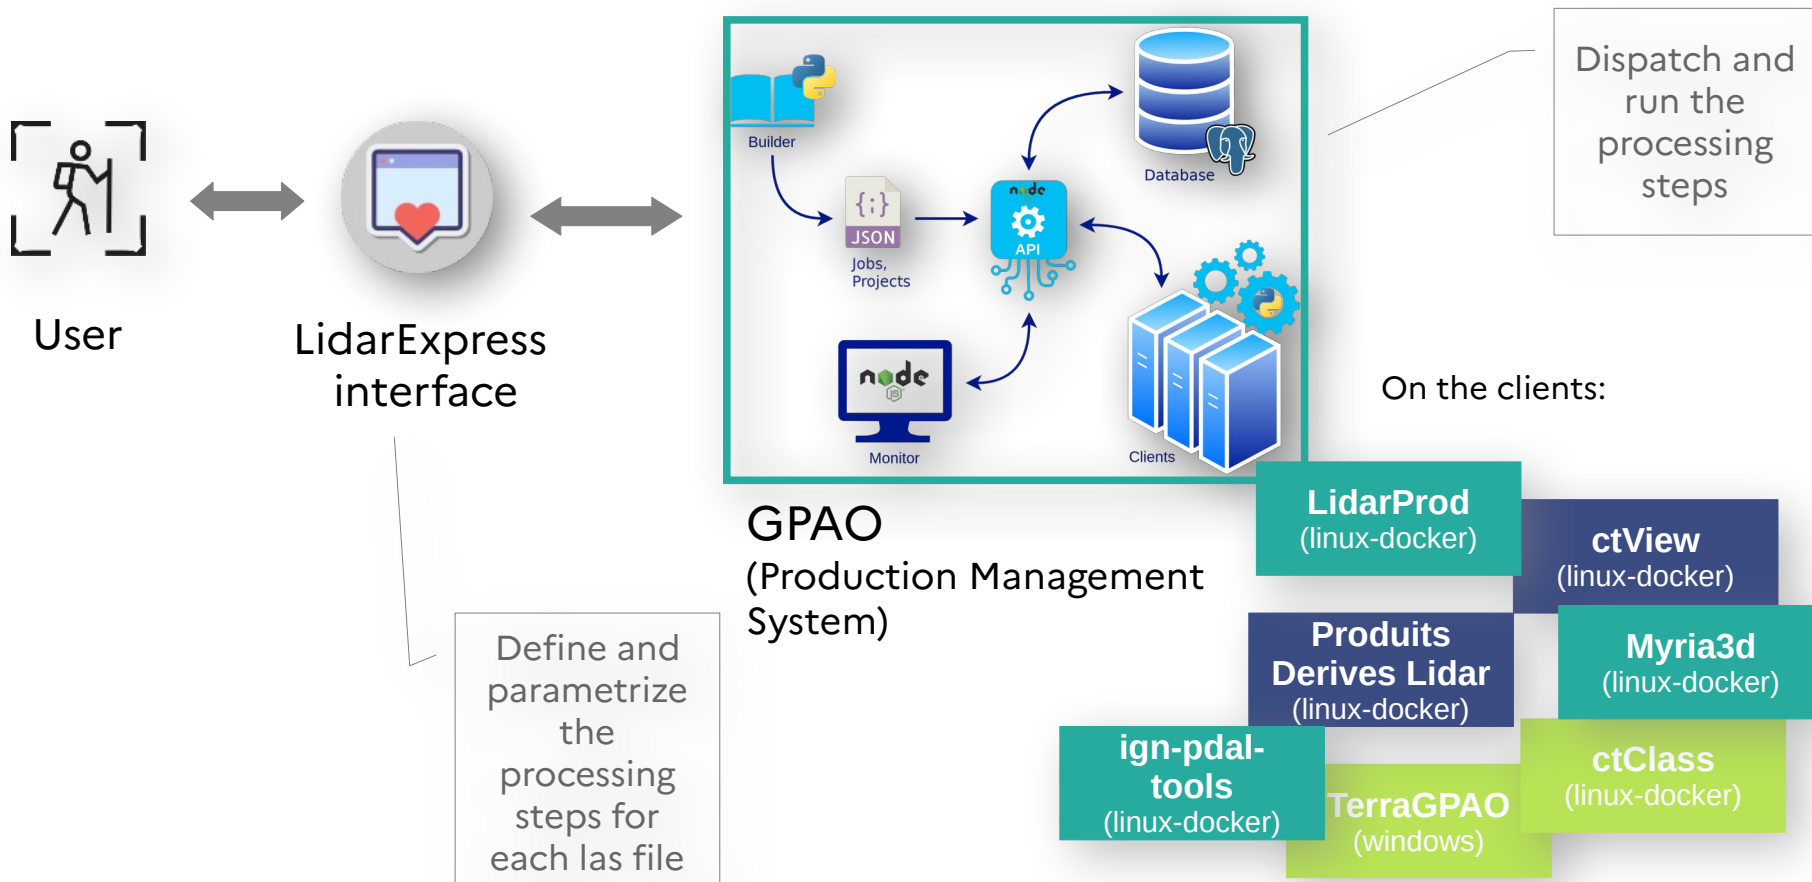 User
LidarExpress
interface
Define and
parametrize
the
processing
steps for
each las file
Builder
{;}
JSON
Jobs,
Projects
node
API
Database
node
JS
Monitor
Clients
GPAO
(Production Management
System)
Dispatch and
run the
processing
steps
On the clients:
LidarProd
(linux-docker)
ctView
(linux-docker)
Produits
Derives Lidar
(linux-docker)
Myria3d
(linux-docker)
ign-pdal-
tools
(linux-docker)
TerraGPAO
(windows)
ctClass
(linux-docker)